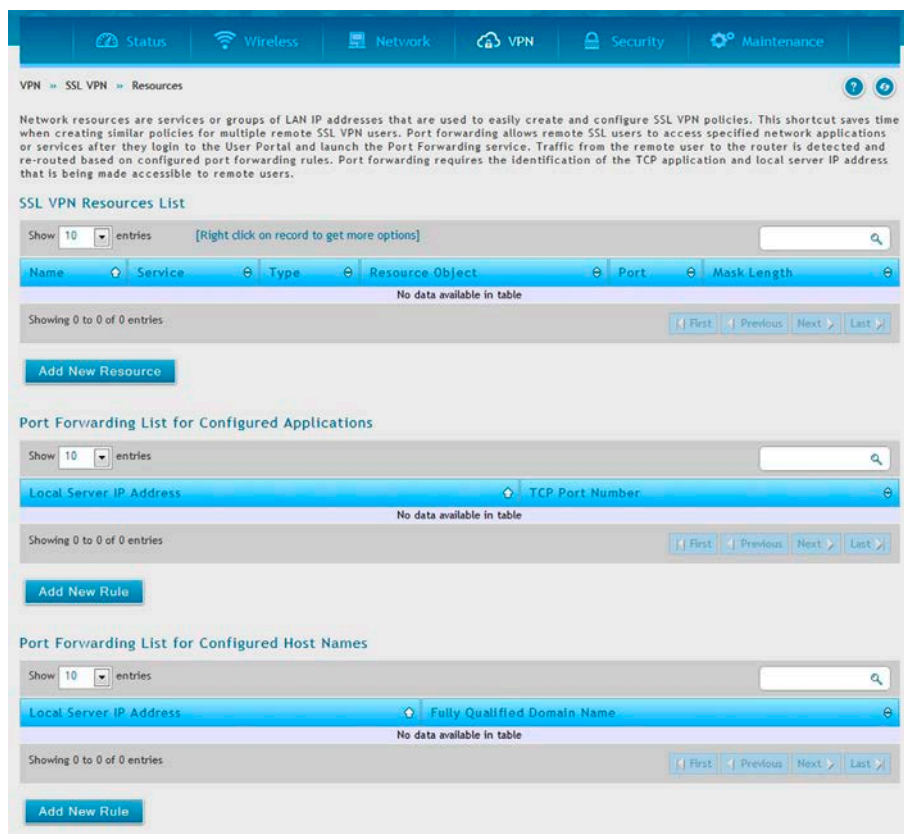 Status Wireless Network VPN Security Maintenance
VPN » SSL VPN » Resources
Network resources are services or groups of LAN IP addresses that are used to easily create and configure SSL VPN policies. This shortcut saves time
when creating similar policies for multiple remote SSL VPN users. Port forwarding allows remote SSL users to access specified network applications
or services after they login to the User Portal and launch the Port Forwarding service. Traffic from the remote user to the router is detected and
re-routed based on configured port forwarding rules. Port forwarding requires the identification of the TCP application and local server IP address
that is being made accessible to remote users.
SSL VPN Resources List
Show 10 entries [Right click on record to get more options]
Name Service Type Resource Object Port Mask Length
No data available in table
Showing 0 to 0 of 0 entries First Previous Next Last
Add New Resource
Port Forwarding List for Configured Applications
Show 10 entries
Local Server IP Address TCP Port Number
No data available in table
Showing 0 to 0 of 0 entries First Previous Next Last
Add New Rule
Port Forwarding List for Configured Host Names
Show 10 entries
Local Server IP Address Fully Qualified Domain Name
No data available in table
Showing 0 to 0 of 0 entries First Previous Next Last
Add New Rule